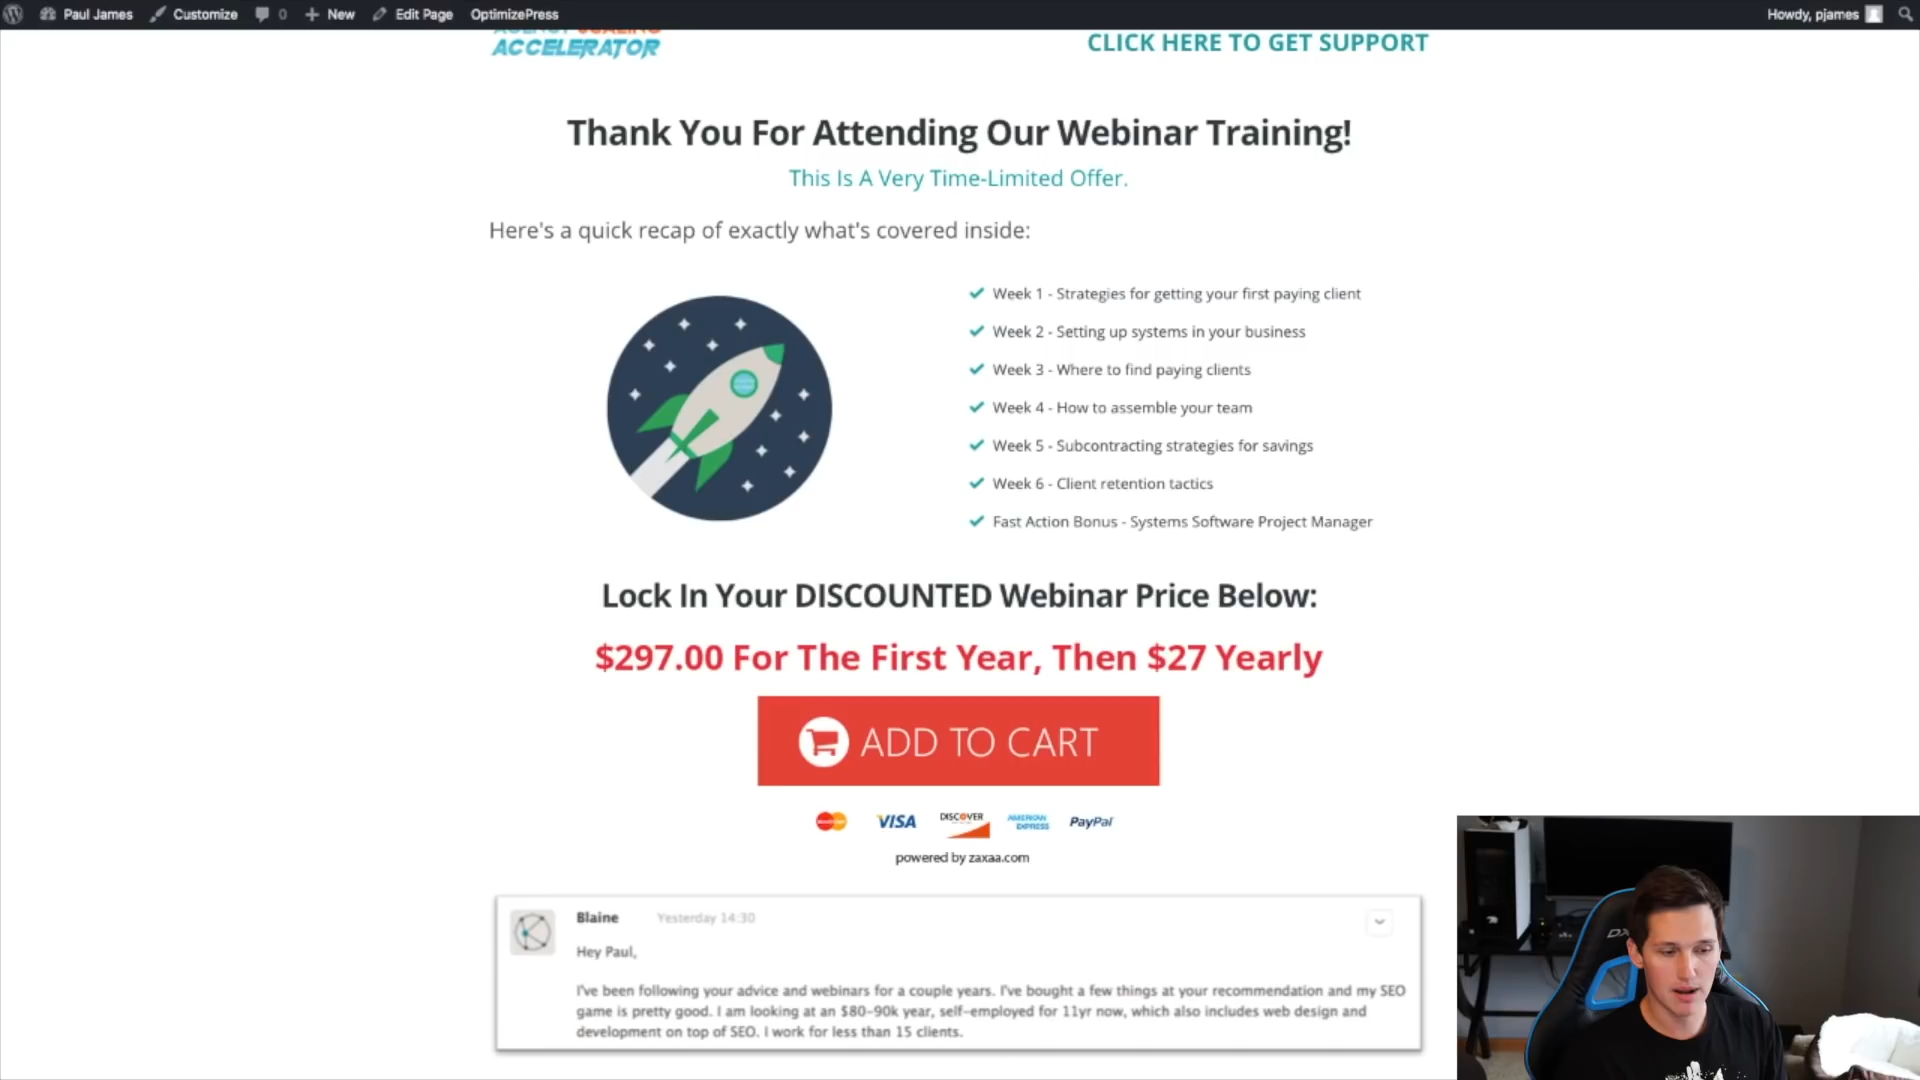 Paul James
Customize
0
New
Edit Page
OptimizePress
Howdy, pjames
AGENCY SCALING
ACCELERATOR
CLICK HERE TO GET SUPPORT
Thank You For Attending Our Webinar Training!
This Is A Very Time-Limited Offer.
Here's a quick recap of exactly what's covered inside:
Week 1 - Strategies for getting your first paying client
Week 2 - Setting up systems in your business
Week 3 - Where to find paying clients
Week 4 - How to assemble your team
Week 5 - Subcontracting strategies for savings
Week 6 - Client retention tactics
Fast Action Bonus - Systems Software Project Manager
Lock In Your DISCOUNTED Webinar Price Below:
$297.00 For The First Year, Then $27 Yearly
ADD TO CART
MasterCard
VISA
DISCOVER
AMERICAN
EXPRESS
PayPal
powered by zaxaa.com
Blaine
Yesterday 14:30
Hey Paul,
I've been following your advice and webinars for a couple years. I've bought a few things at your recommendation and my SEO
game is pretty good. I am looking at an $80-90k year, self-employed for 11yr now, which also includes web design and
development on top of SEO. I work for less than 15 clients.
DX